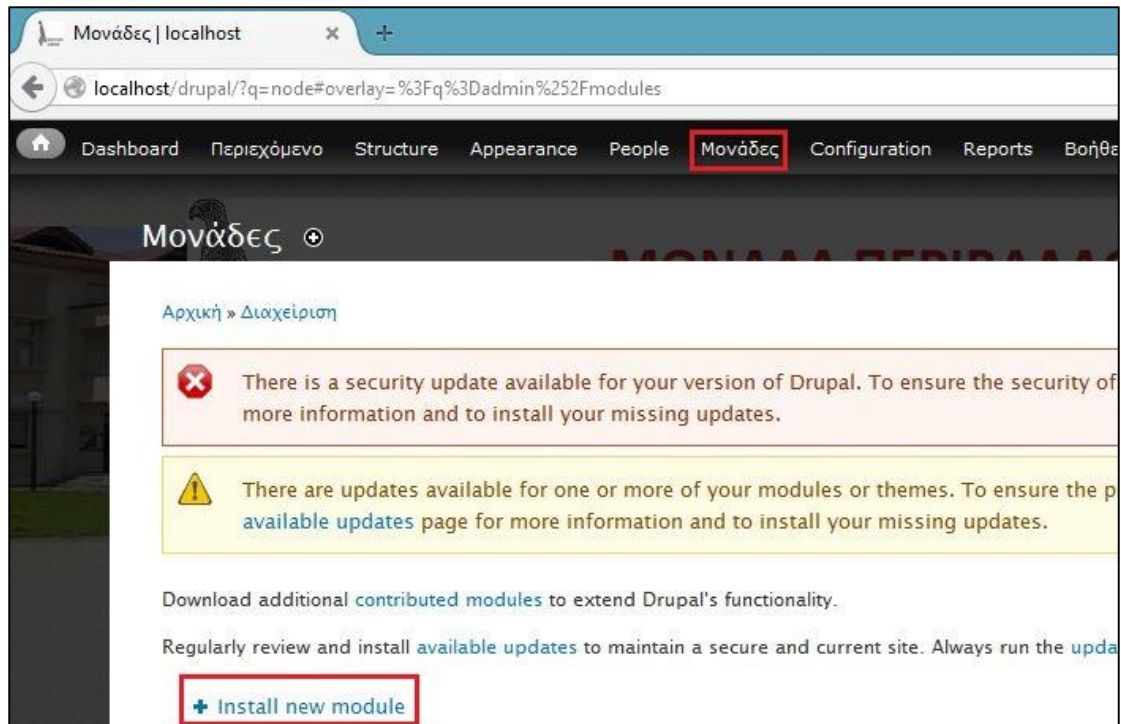 Μονάδες | localhost
localhost/drupal/?q=node#overlay=%3Fq%3Dadmin%252Fmodules
Dashboard Περιεχόμενο Structure Appearance People Μονάδες Configuration Reports Βοήθε
Μονάδες
ΜΟΝΑΔΑ ΠΕΡΙΒΑΛΛΟ
Αρχική » Διαχείριση
There is a security update available for your version of Drupal. To ensure the security of
more information and to install your missing updates.
There are updates available for one or more of your modules or themes. To ensure the p
available updates page for more information and to install your missing updates.
Download additional contributed modules to extend Drupal's functionality.
Regularly review and install available updates to maintain a secure and current site. Always run the upda
+ Install new module